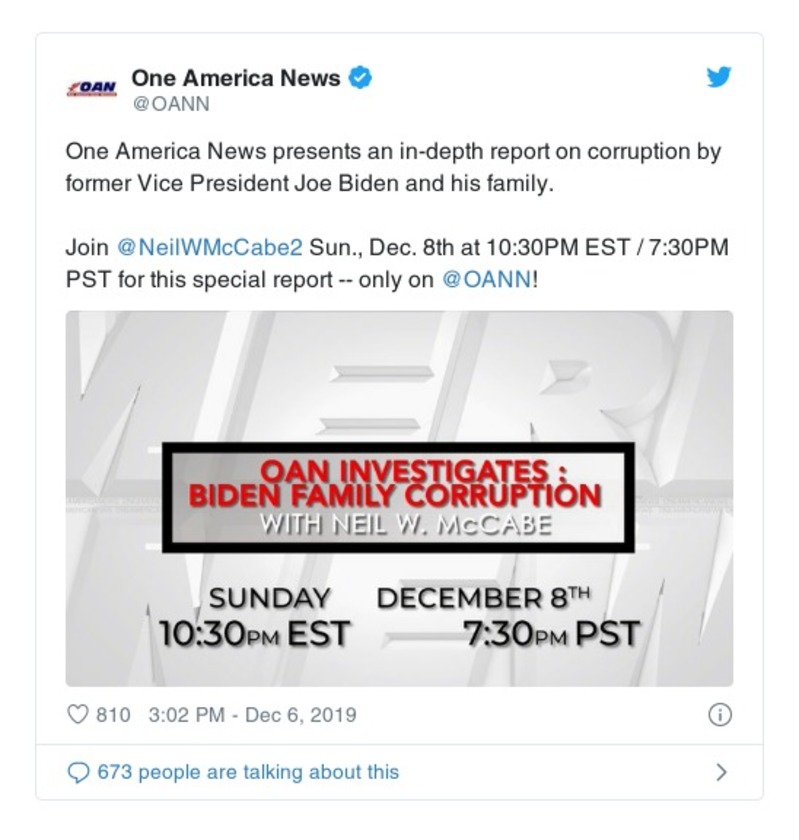 OAN
One America News
@OANN
One America News presents an in-depth report on corruption by
former Vice President Joe Biden and his family.
Join @NeilWMcCabe2 Sun., Dec. 8th at 10:30PM EST / 7:30PM
PST for this special report -- only on @OANN!
OAN INVESTIGATES :
BIDEN FAMILY CORRUPTION
WITH NEIL W. McCABE
SUNDAY DECEMBER 8TH
10:30PM EST 7:30PM PST
810 3:02 PM - Dec 6, 2019
673 people are talking about this